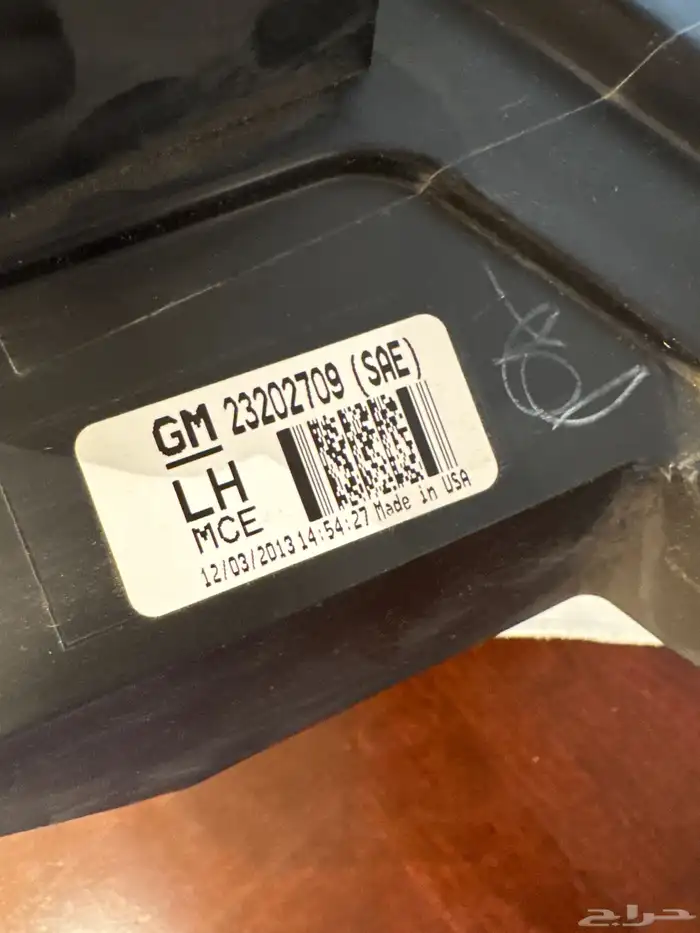 GM 23202709 (SAE)
LH
MCE
12/03/2013 14:54:27 Made in USA
حراج